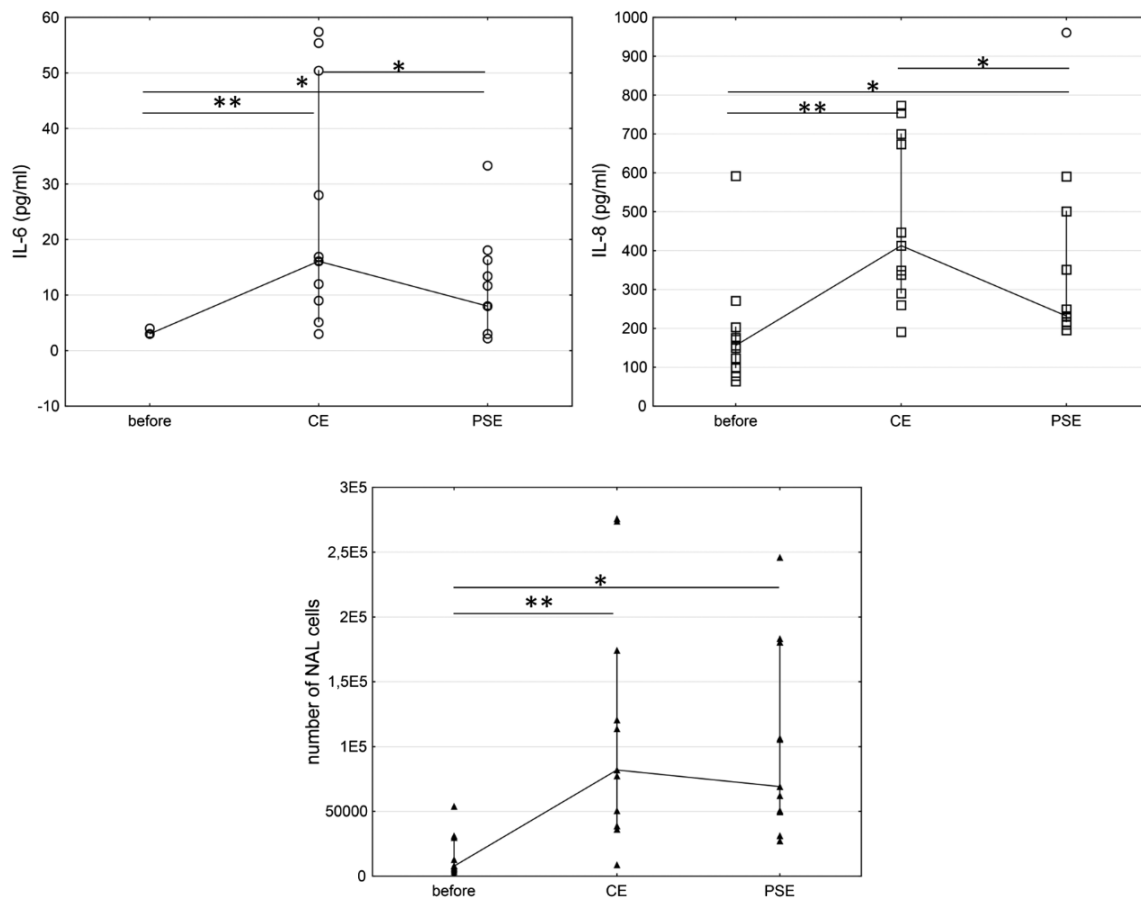 60
50
40
30
20
10
0
-10
IL-6 (pg/ml)
*
*
**
before CE PSE
1000
900
800
700
600
500
400
300
200
100
0
IL-8 (pg/ml)
*
*
**
before CE PSE
3E5
2,5E5
2E5
1,5E5
1E5
50000
0
number of NAL cells
*
**
before CE PSE